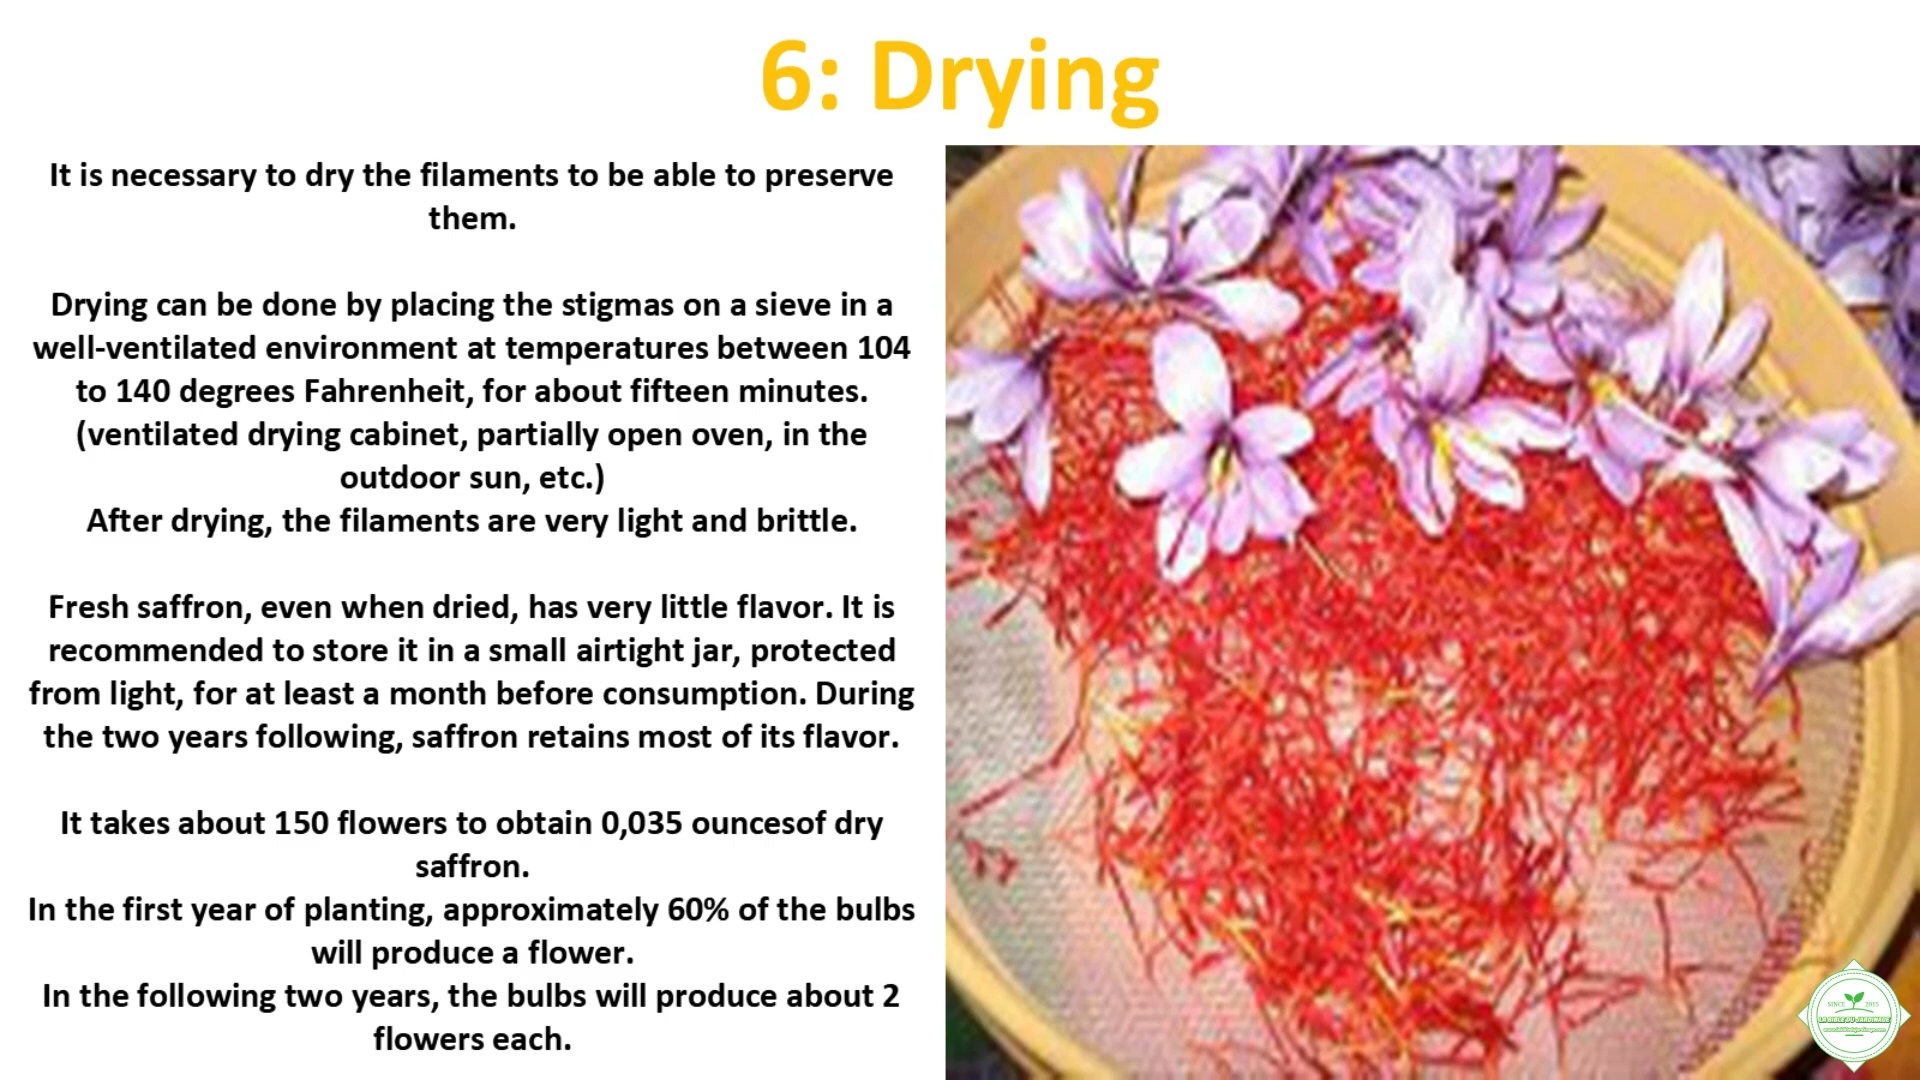 6: Drying
It is necessary to dry the filaments to be able to preserve
them.
Drying can be done by placing the stigmas on a sieve in a
well-ventilated environment at temperatures between 104
to 140 degrees Fahrenheit, for about fifteen minutes.
(ventilated drying cabinet, partially open oven, in the
outdoor sun, etc.)
After drying, the filaments are very light and brittle.
Fresh saffron, even when dried, has very little flavor. It is
recommended to store it in a small airtight jar, protected
from light, for at least a month before consumption. During
the two years following, saffron retains most of its flavor.
It takes about 150 flowers to obtain 0,035 ouncesof dry
saffron.
In the first year of planting, approximately 60% of the bulbs
will produce a flower.
In the following two years, the bulbs will produce about 2
flowers each.
SINCE 2015
LA BIBLE DU JARDINAGE